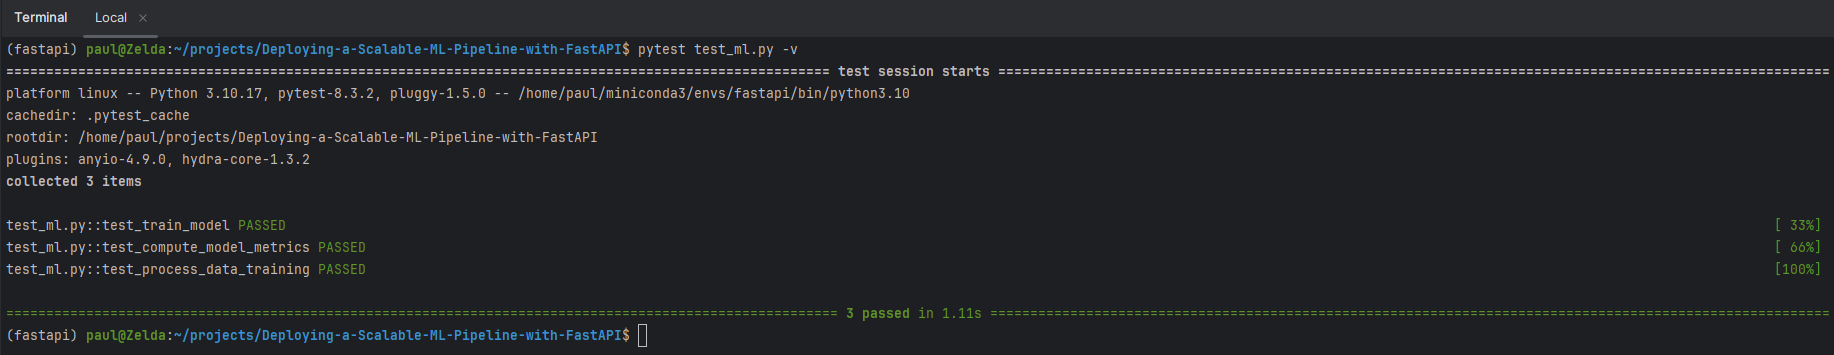 Terminal Local ×
(fastapi) paul@Zelda:~/projects/Deploying-a-Scalable-ML-Pipeline-with-FastAPI$ pytest test_ml.py -v
======================================================================================================= test session starts ========================================================================================================
platform linux -- Python 3.10.17, pytest-8.3.2, pluggy-1.5.0 -- /home/paul/miniconda3/envs/fastapi/bin/python3.10
cachedir: .pytest_cache
rootdir: /home/paul/projects/Deploying-a-Scalable-ML-Pipeline-with-FastAPI
plugins: anyio-4.9.0, hydra-core-1.3.2
collected 3 items
test_ml.py::test_train_model PASSED [ 33%]
test_ml.py::test_compute_model_metrics PASSED [ 66%]
test_ml.py::test_process_data_training PASSED [100%]
======================================================================================================== 3 passed in 1.11s =========================================================================================================
(fastapi) paul@Zelda:~/projects/Deploying-a-Scalable-ML-Pipeline-with-FastAPI$